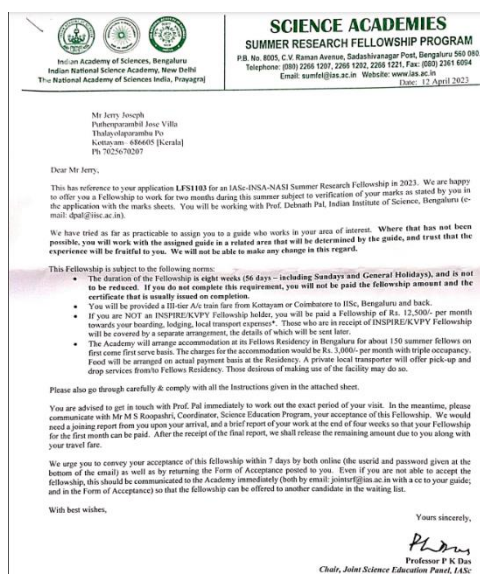 Indian Academy of Sciences, Bengaluru
Indian National Science Academy, New Delhi
The National Academy of Sciences India, Prayagraj
SCIENCE ACADEMIES
SUMMER RESEARCH FELLOWSHIP PROGRAM
P.B. No. 8005, C.V. Raman Avenue, Sadashivanagar Post, Bengaluru 560 080
Telephone: (080) 2266 1207, 2266 1202, 2266 1221, Fax: (080) 2361 6094
Email: sumfel@ias.ac.in Website: www.ias.ac.in
Date: 12 April 2023
Mr Jerry Joseph
Puthenparambil Jose Villa
Thalayolaparambu Po
Kottayam - 686605 [Kerala]
Ph 7025670207
Dear Mr Jerry,
This has reference to your application LFS1103 for an IASc-INSA-NASI Summer Research Fellowship in 2023. We are happy
to offer you a Fellowship to work for two months during this summer subject to verification of your marks as stated by you in
the application with the marks sheets. You will be working with Prof. Debnath Pal, Indian Institute of Science, Bengaluru (e-
mail: dpal@iisc.ac.in).
We have tried as far as practicable to assign you to a guide who works in your area of interest. Where that has not been
possible, you will work with the assigned guide in a related area that will be determined by the guide, and trust that the
experience will be fruitful to you. We will not be able to make any change in this regard.
This Fellowship is subject to the following norms:
• The duration of the Fellowship is eight weeks (56 days – including Sundays and General Holidays), and is not
to be reduced. If you do not complete this requirement, you will not be paid the fellowship amount and the
certificate that is usually issued on completion.
• You will be provided a III-tier A/c train fare from Kottayam or Coimbatore to IISc, Bengaluru and back.
• If you are NOT an INSPIRE/KVPY Fellowship holder, you will be paid a Fellowship of Rs. 12,500/- per month
towards your boarding, lodging, local transport expenses*. Those who are in receipt of INSPIRE/KVPY Fellowship
will be covered by a separate arrangement, the details of which will be sent later.
• The Academy will arrange accommodation at its Fellows Residency in Bengaluru for about 150 summer fellows on
first come first serve basis. The charges for the accommodation would be Rs. 3,000/- per month with triple occupancy.
Food will be arranged on actual payment basis at the Residency. A private local transporter will offer pick-up and
drop services from/to Fellows Residency. Those desirous of making use of the facility may do so.
Please also go through carefully & comply with all the Instructions given in the attached sheet.
You are advised to get in touch with Prof. Pal immediately to work out the exact period of your visit. In the meantime, please
communicate with Mr M S Roopashri, Coordinator, Science Education Program, your acceptance of this Fellowship. We would
need a joining report from you upon your arrival, and a brief report of your work at the end of four weeks so that your Fellowship
for the first month can be paid. After the receipt of the final report, we shall release the remaining amount due to you along with
your travel fare.
We urge you to convey your acceptance of this fellowship within 7 days by both online (the userid and password given at the
bottom of the email) as well as by returning the Form of Acceptance posted to you. Even if you are not able to accept the
fellowship, this should be communicated to the Academy immediately (both by email: jointsrf@ias.ac.in with a cc to your guide;
and in the Form of Acceptance) so that the fellowship can be offered to another candidate in the waiting list.
With best wishes,
Yours sincerely,
Professor P K Das
Chair, Joint Science Education Panel, IASc